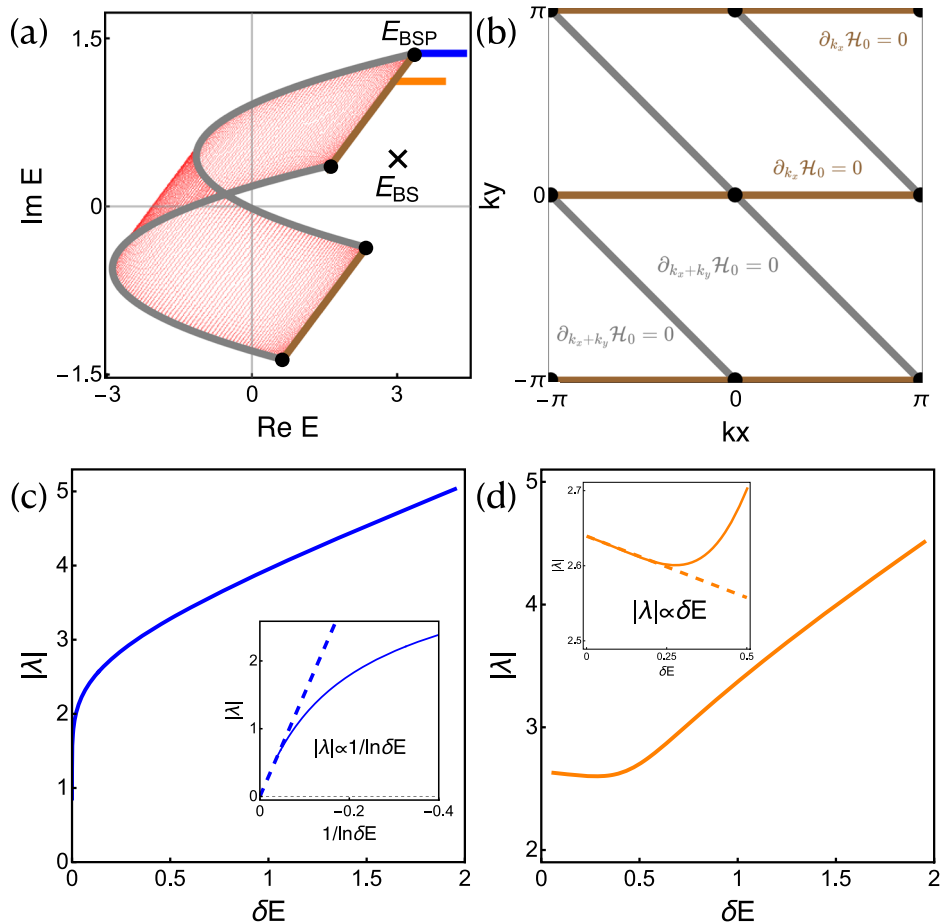 (a)
1.5
0
−1.5
Im E
E_BSP
E_BS
−3
0
3
Re E
(b)
π
0
−π
ky
∂_{k_x} ℋ_0 = 0
∂_{k_x} ℋ_0 = 0
∂_{k_x+k_y} ℋ_0 = 0
∂_{k_x+k_y} ℋ_0 = 0
−π
0
π
kx
(c)
5
4
3
2
1
0
|λ|
2
1
0
|λ|
|λ|∝1/lnδE
0
−0.2
−0.4
1/lnδE
0
0.5
1
1.5
2
δE
(d)
5
4
3
2
|λ|
2.7
2.6
2.5
|λ|
|λ|∝δE
0
0.25
0.5
δE
0
0.5
1
1.5
2
δE